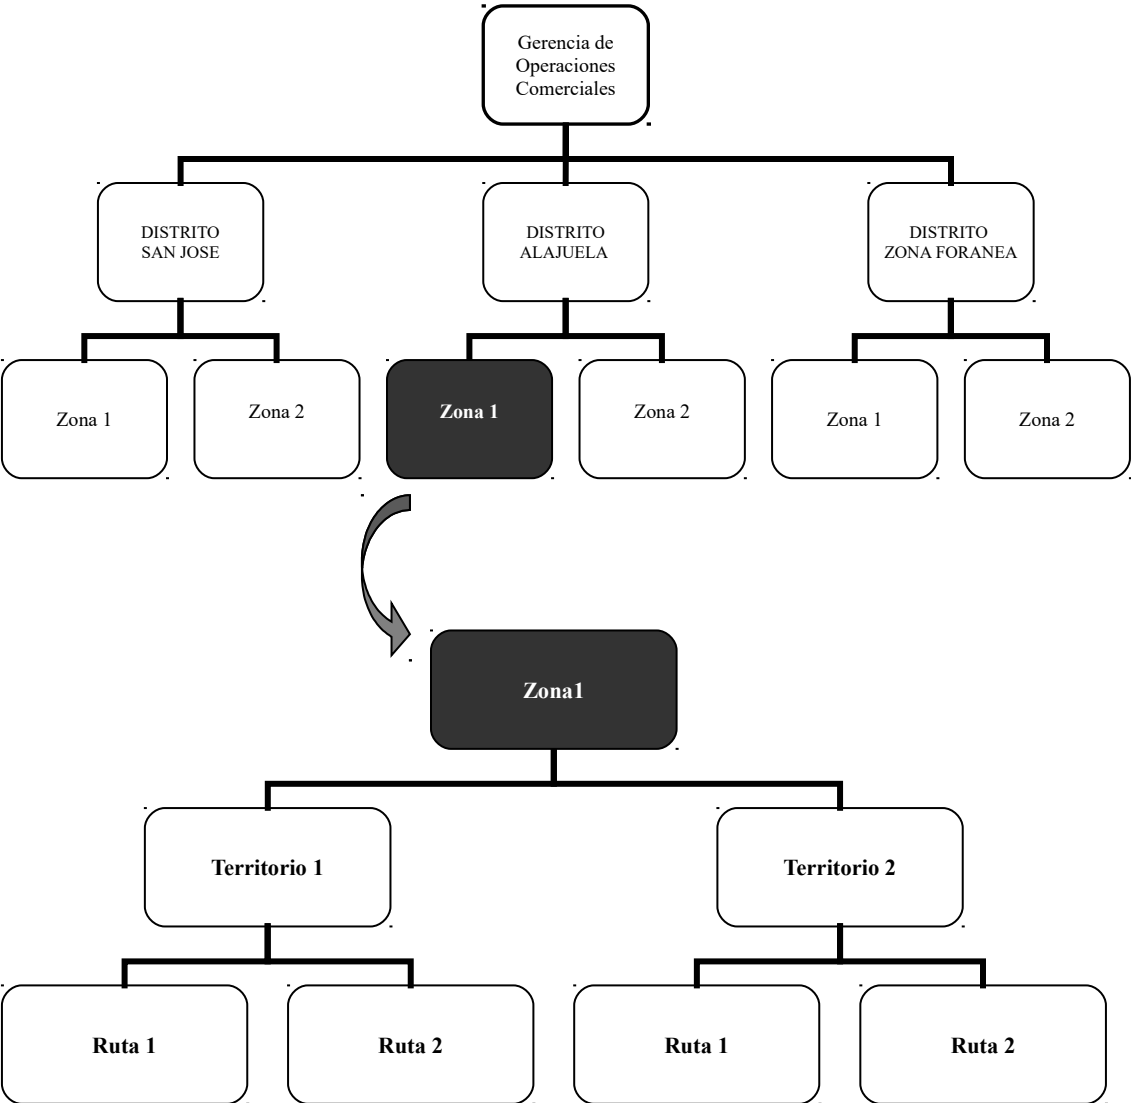 Gerencia de
Operaciones
Comerciales
DISTRITO
SAN JOSE
DISTRITO
ALAJUELA
DISTRITO
ZONA FORANEA
Zona 1
Zona 2
Zona 1
Zona 2
Zona 1
Zona 2
Zona1
Territorio 1
Territorio 2
Ruta 1
Ruta 2
Ruta 1
Ruta 2